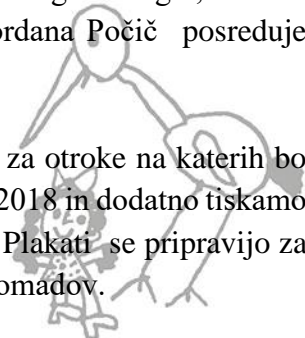 ordana Počič posreduje
za otroke na katerih bo
2018 in dodatno tiskamo
Plakati se pripravijo za
omadov.